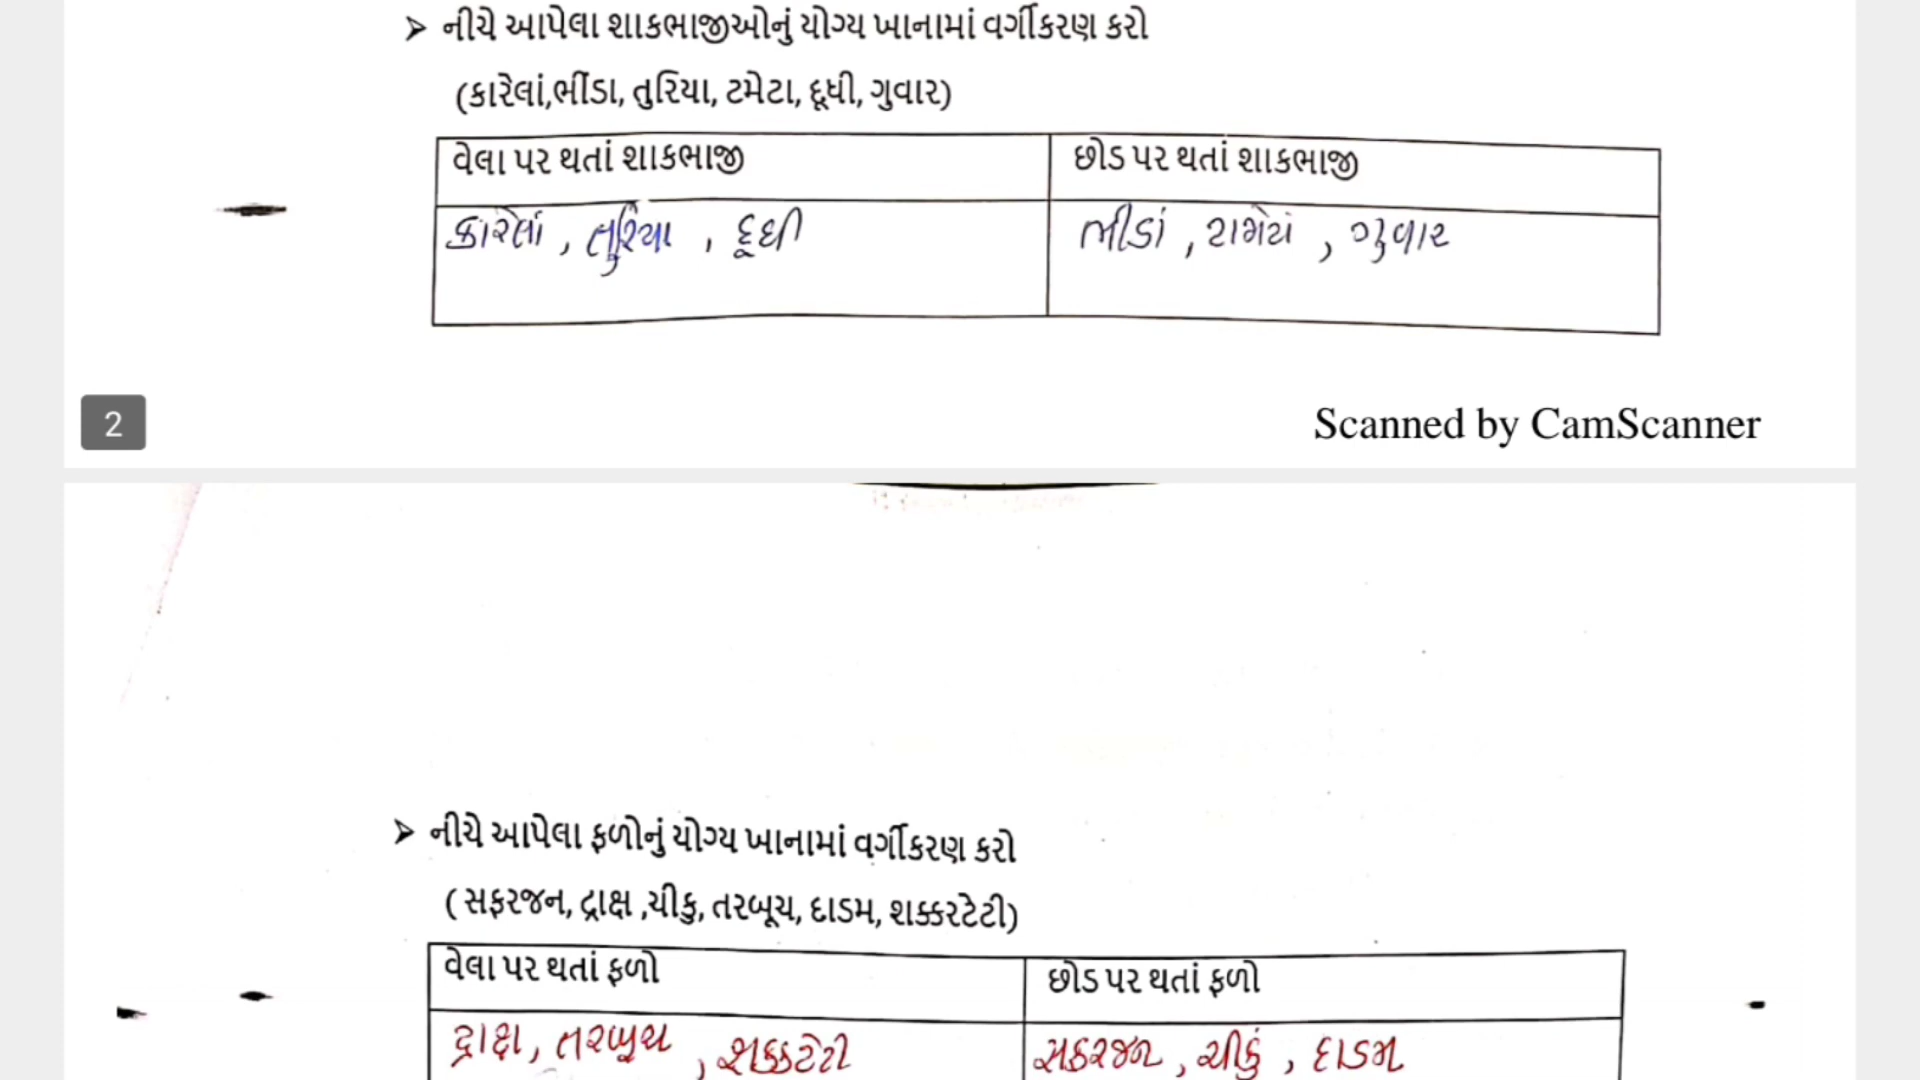 ➤ નીચે આપેલા શાકભાજીઓનું યોગ્ય ખાનામાં વર્ગીકરણ કરો
(કારેલાં,ભીંડા, તુરિયા, ટમેટા, દૂધી, ગુવાર)
વેલા પર થતાં શાકભાજી
છોડ પર થતાં શાકભાજી
કારેલાં , તુરિયા , દૂધી
ભીડાં , ટામેટાં , ગુવાર
2
Scanned by CamScanner
➤ નીચે આપેલા ફળોનું યોગ્ય ખાનામાં વર્ગીકરણ કરો
( સફરજન, દ્રાક્ષ ,ચીકુ, તરબૂચ, દાડમ, શક્કરટેટી)
વેલા પર થતાં ફળો
છોડ પર થતાં ફળો
દ્રાક્ષ, તરબુચ , શક્કટેટી
સફરજન , ચીકું , દાડમ